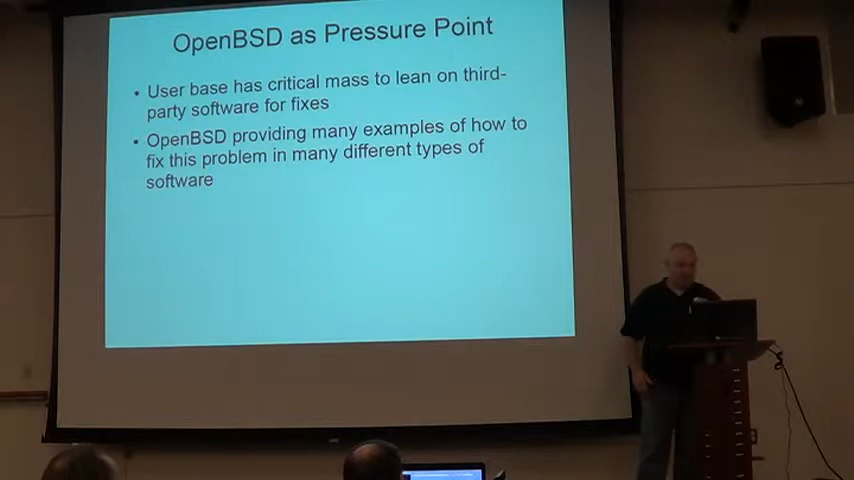 OpenBSD as Pressure Point
• User base has critical mass to lean on third-
party software for fixes
• OpenBSD providing many examples of how to
fix this problem in many different types of
software